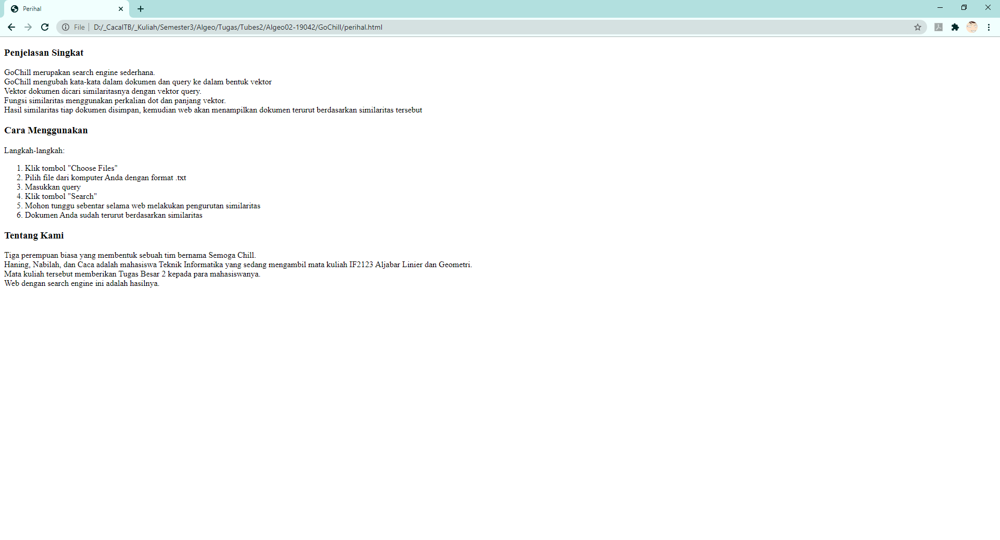 Perihal
File
D:/_CacaITB/_Kuliah/Semester3/Algeo/Tugas/Tubes2/Algeo02-19042/GoChill/perihal.html
Penjelasan Singkat
GoChill merupakan search engine sederhana.
GoChill mengubah kata-kata dalam dokumen dan query ke dalam bentuk vektor
Vektor dokumen dicari similaritasnya dengan vektor query.
Fungsi similaritas menggunakan perkalian dot dan panjang vektor.
Hasil similaritas tiap dokumen disimpan, kemudian web akan menampilkan dokumen terurut berdasarkan similaritas tersebut
Cara Menggunakan
Langkah-langkah:
1. Klik tombol "Choose Files"
2. Pilih file dari komputer Anda dengan format .txt
3. Masukkan query
4. Klik tombol "Search"
5. Mohon tunggu sebentar selama web melakukan pengurutan similaritas
6. Dokumen Anda sudah terurut berdasarkan similaritas
Tentang Kami
Tiga perempuan biasa yang membentuk sebuah tim bernama Semoga Chill.
Haning, Nabilah, dan Caca adalah mahasiswa Teknik Informatika yang sedang mengambil mata kuliah IF2123 Aljabar Linier dan Geometri.
Mata kuliah tersebut memberikan Tugas Besar 2 kepada para mahasiswanya.
Web dengan search engine ini adalah hasilnya.